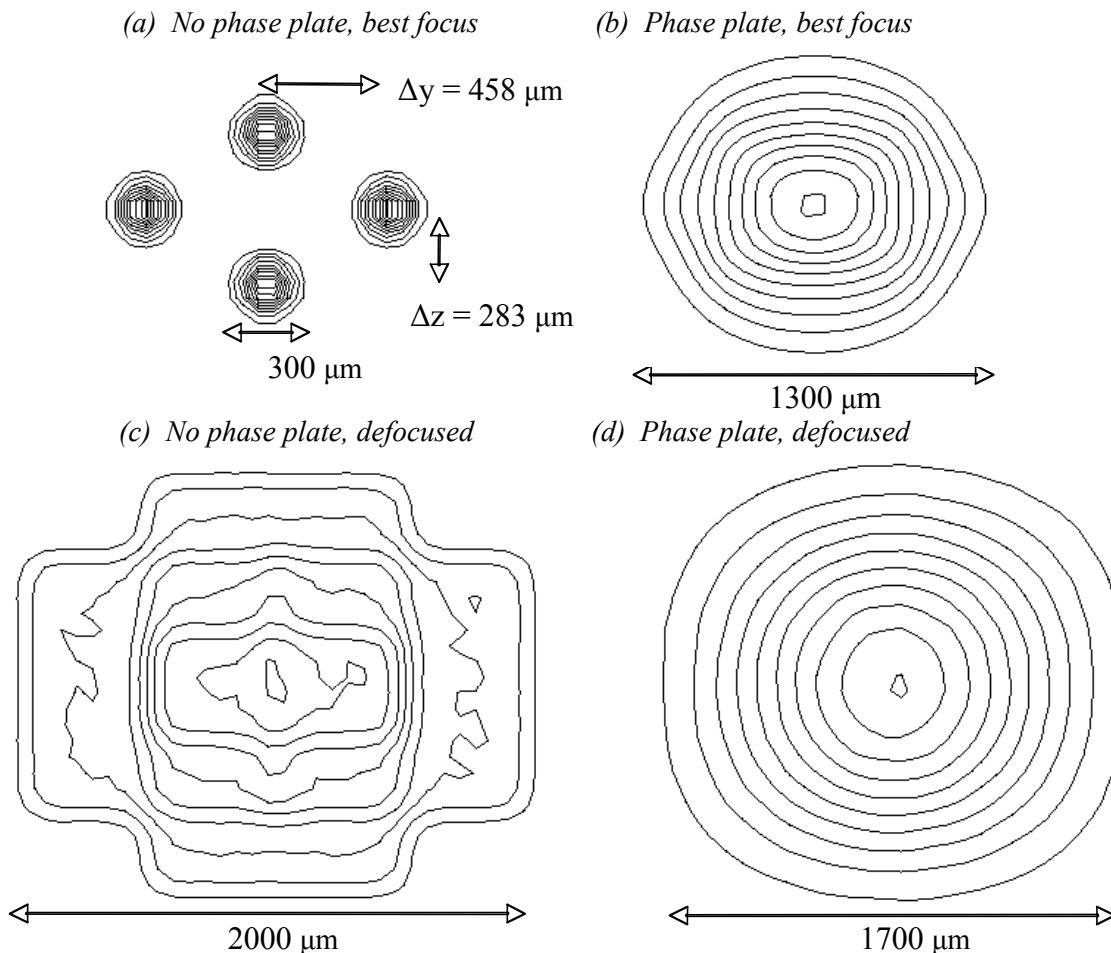 (a) No phase plate, best focus
(b) Phase plate, best focus
Δy = 458 μm
Δz = 283 μm
300 μm
1300 μm
(c) No phase plate, defocused
(d) Phase plate, defocused
2000 μm
1700 μm